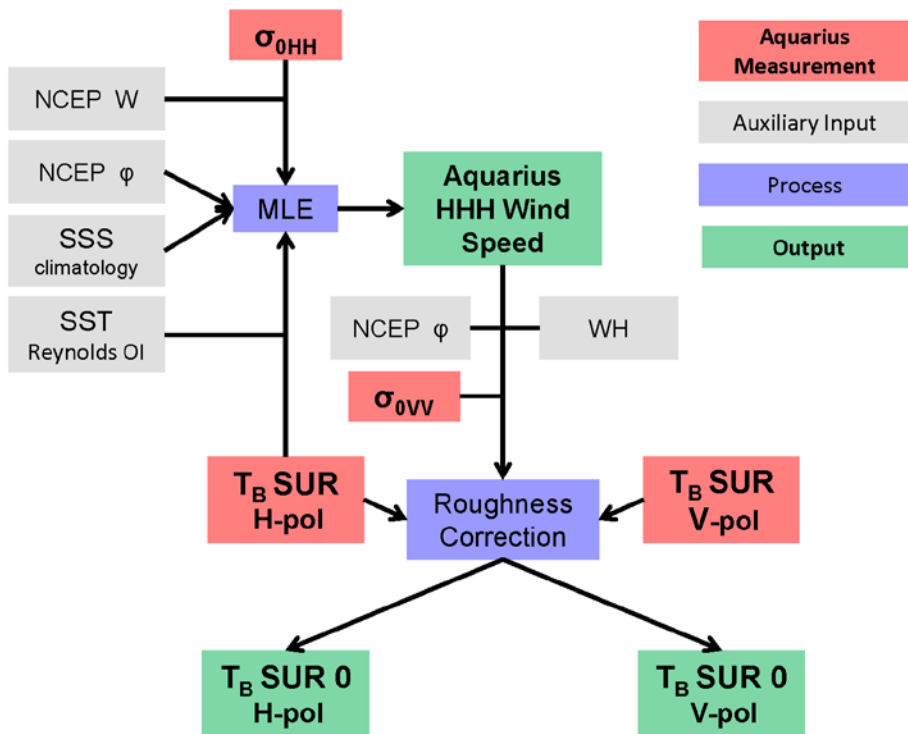 σ0HH
Aquarius
Measurement
NCEP W
Auxiliary Input
NCEP φ
MLE
Aquarius
HHH Wind
Speed
Process
SSS
climatology
Output
SST
Reynolds OI
NCEP φ
WH
σ0VV
TB SUR
H-pol
Roughness
Correction
TB SUR
V-pol
TB SUR 0
H-pol
TB SUR 0
V-pol